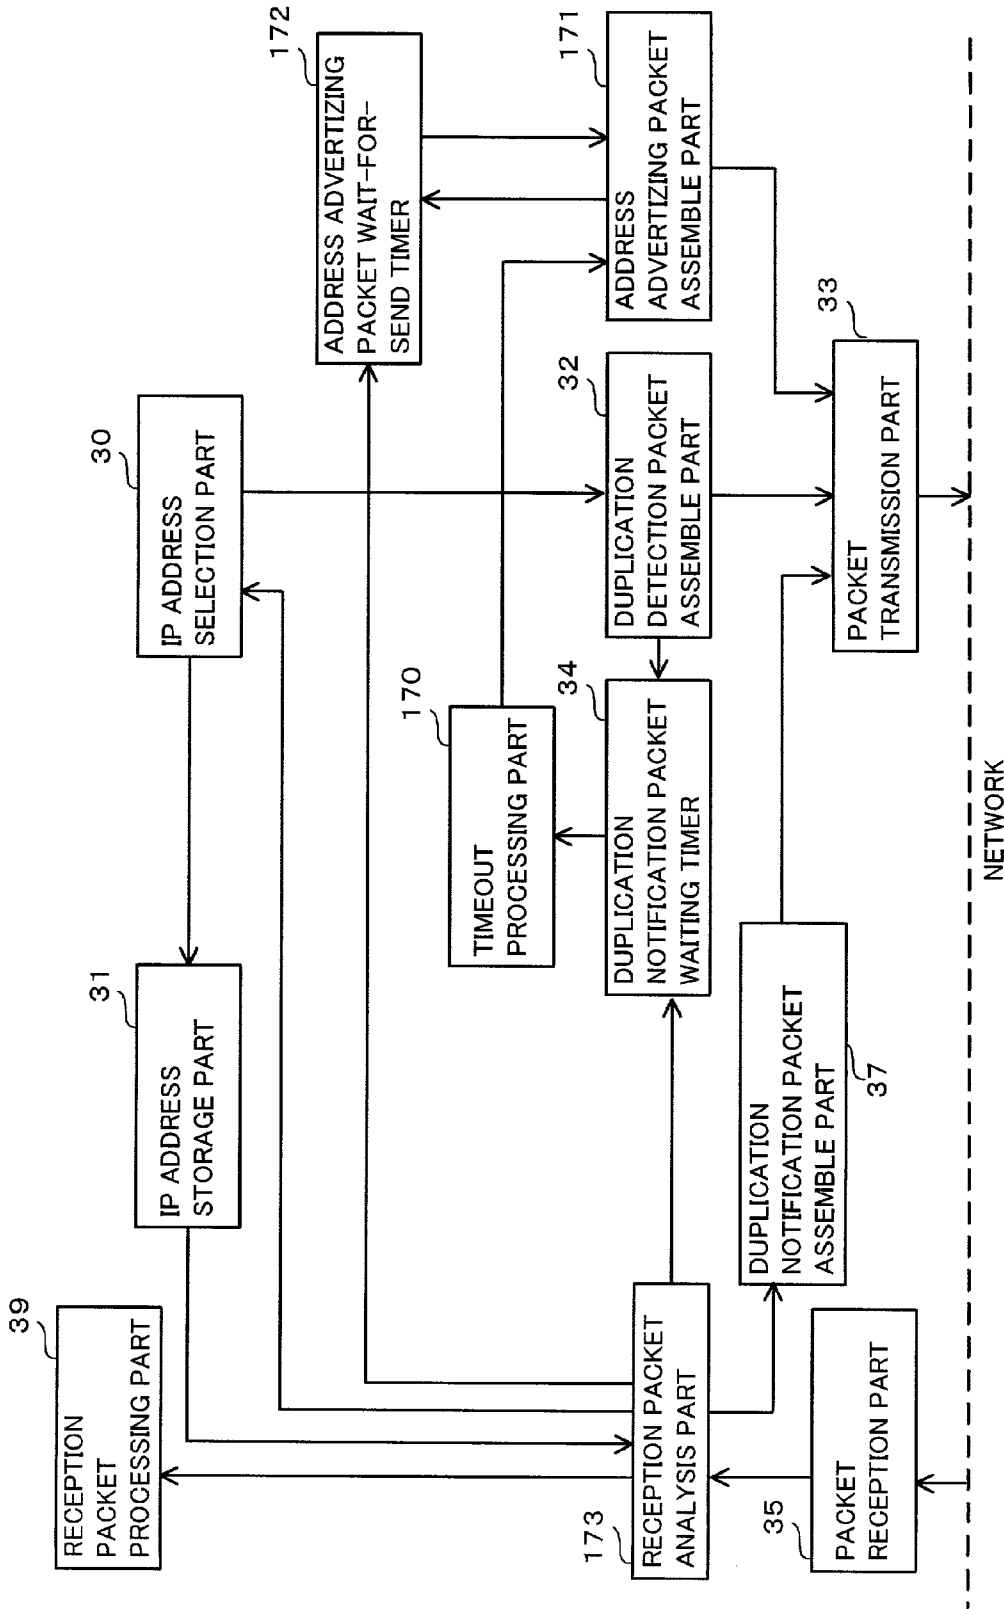 39
RECEPTION
PACKET
PROCESSING PART
31
IP ADDRESS
STORAGE PART
30
IP ADDRESS
SELECTION PART
172
ADDRESS ADVERTIZING
PACKET WAIT-FOR-
SEND TIMER
170
TIMEOUT
PROCESSING PART
173
RECEPTION PACKET
ANALYSIS PART
34
DUPLICATION
NOTIFICATION PACKET
WAITING TIMER
32
DUPLICATION
DETECTION PACKET
ASSEMBLE PART
171
ADDRESS
ADVERTIZING PACKET
ASSEMBLE PART
35
PACKET
RECEPTION PART
DUPLICATION
NOTIFICATION PACKET
ASSEMBLE PART
37
33
PACKET
TRANSMISSION PART
NETWORK